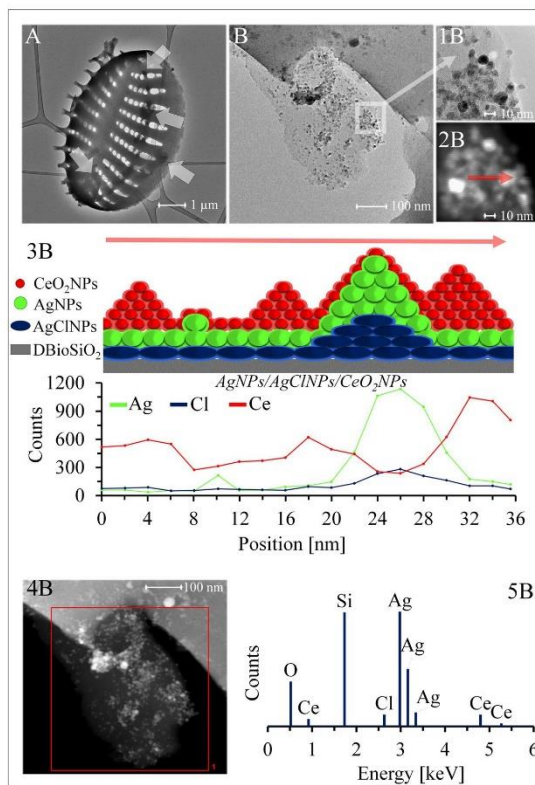 A
1 µm
B
100 nm
1B
10 nm
2B
10 nm
3B
CeO₂NPs
AgNPs
AgClNPs
DBioSiO₂
AgNPs/AgClNPs/CeO₂NPs
Ag Cl Ce
Counts
1200
900
600
300
0
0 4 8 12 16 20 24 28 32 36
Position [nm]
4B
100 nm
1
5B
Counts
O
Ce
Si
Cl
Ag
Ag
Ag
Ce
Ce
0 1 2 3 4 5 6
Energy [keV]